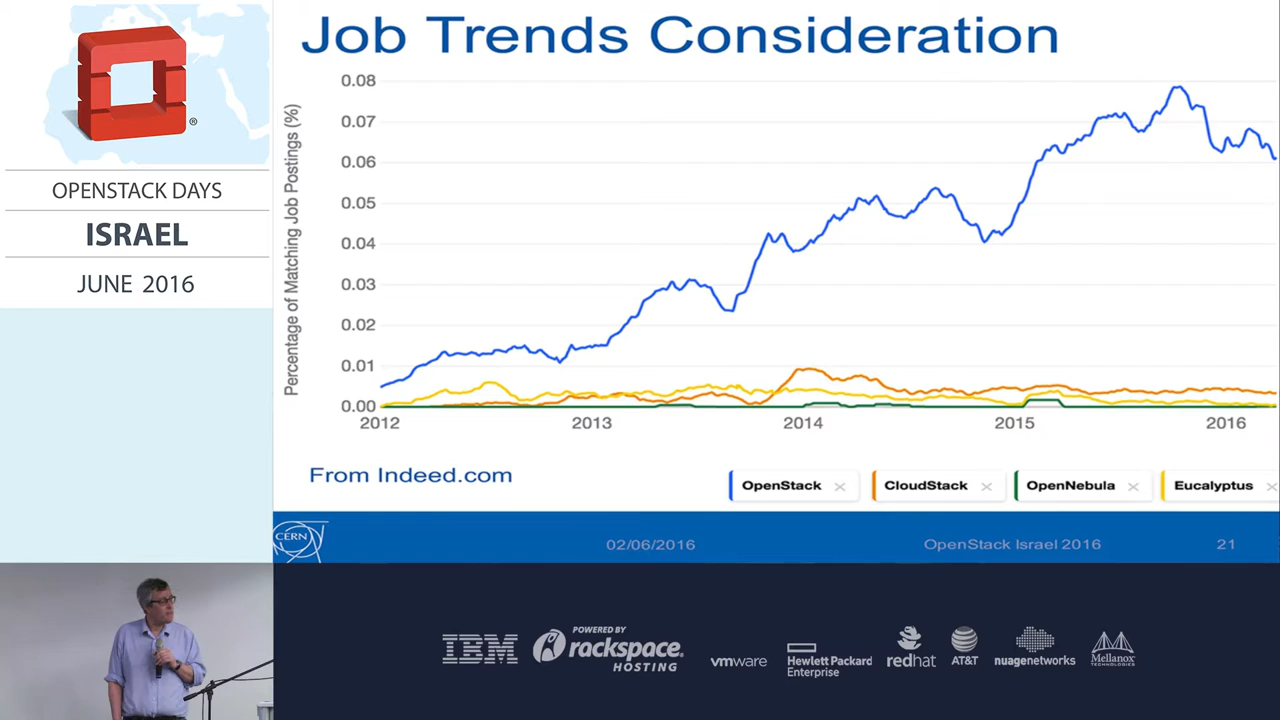 Job Trends Consideration
®
OPENSTACK DAYS
ISRAEL
JUNE 2016
Percentage of Matching Job Postings (%)
0.08
0.07
0.06
0.05
0.04
0.03
0.02
0.01
0.00
2012 2013 2014 2015 2016
From Indeed.com
OpenStack × CloudStack × OpenNebula × Eucalyptus ×
CERN
02/06/2016 OpenStack Israel 2016 21
IBM
POWERED BY
rackspace.
HOSTING
vmware
Hewlett Packard
Enterprise
redhat
AT&T
nuagenetworks
Mellanox
TECHNOLOGIES